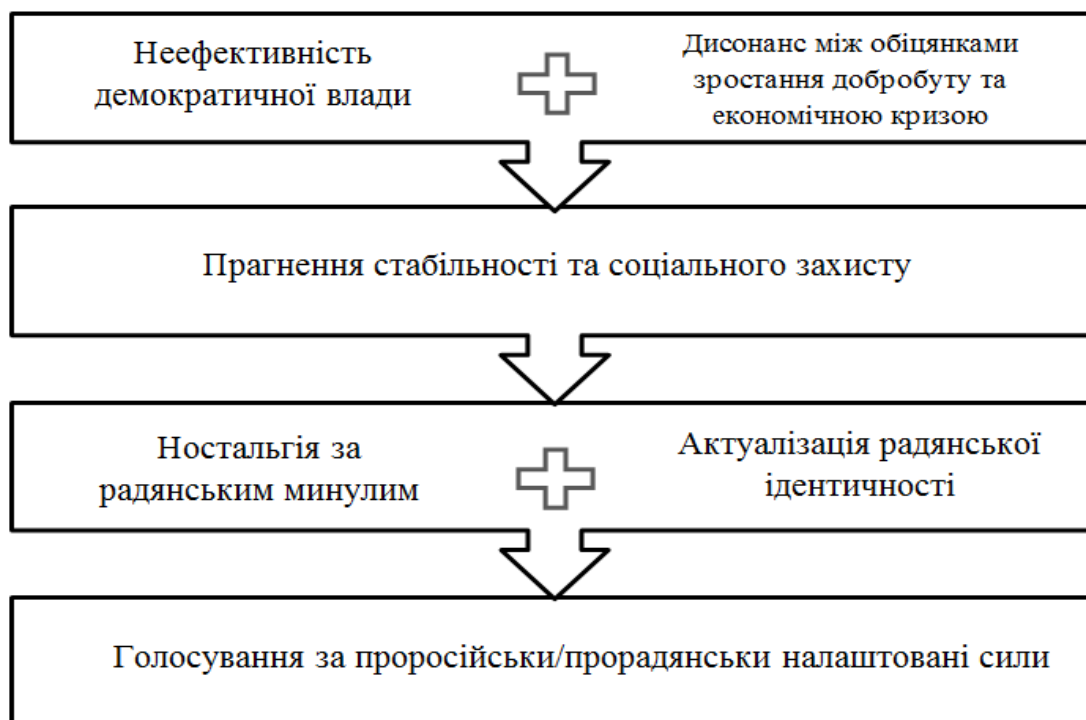 Неефективність
демократичної влади
Дисонанс між обіцянками
зростання добробуту та
економічною кризою
Прагнення стабільності та соціального захисту
Ностальгія за
радянським минулим
Актуалізація радянської
ідентичності
Голосування за проросійськи/прорадянськи налаштовані сили